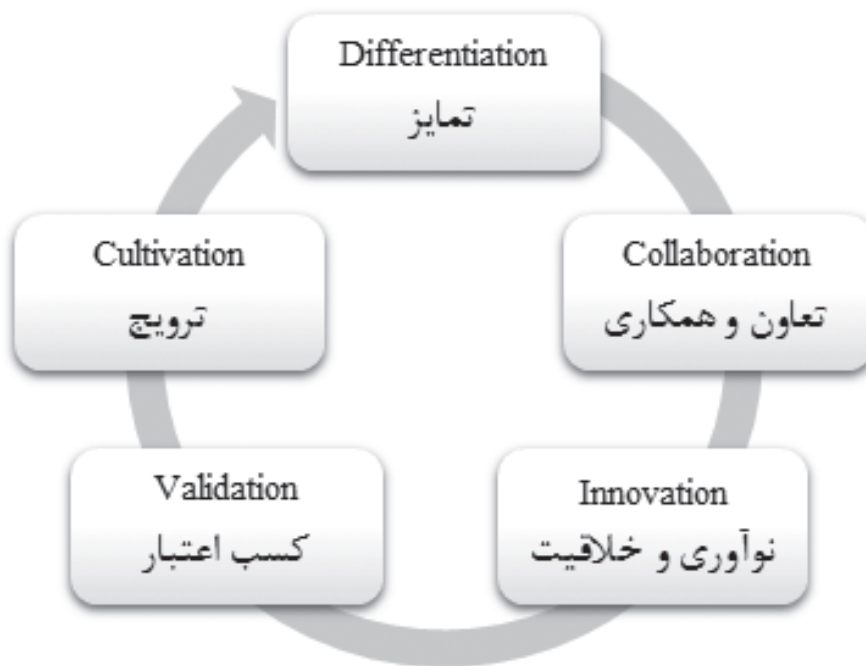 Differentiation
تمایز
Collaboration
تعاون و همکاری
Innovation
نوآوری و خلاقیت
Validation
کسب اعتبار
Cultivation
ترویج